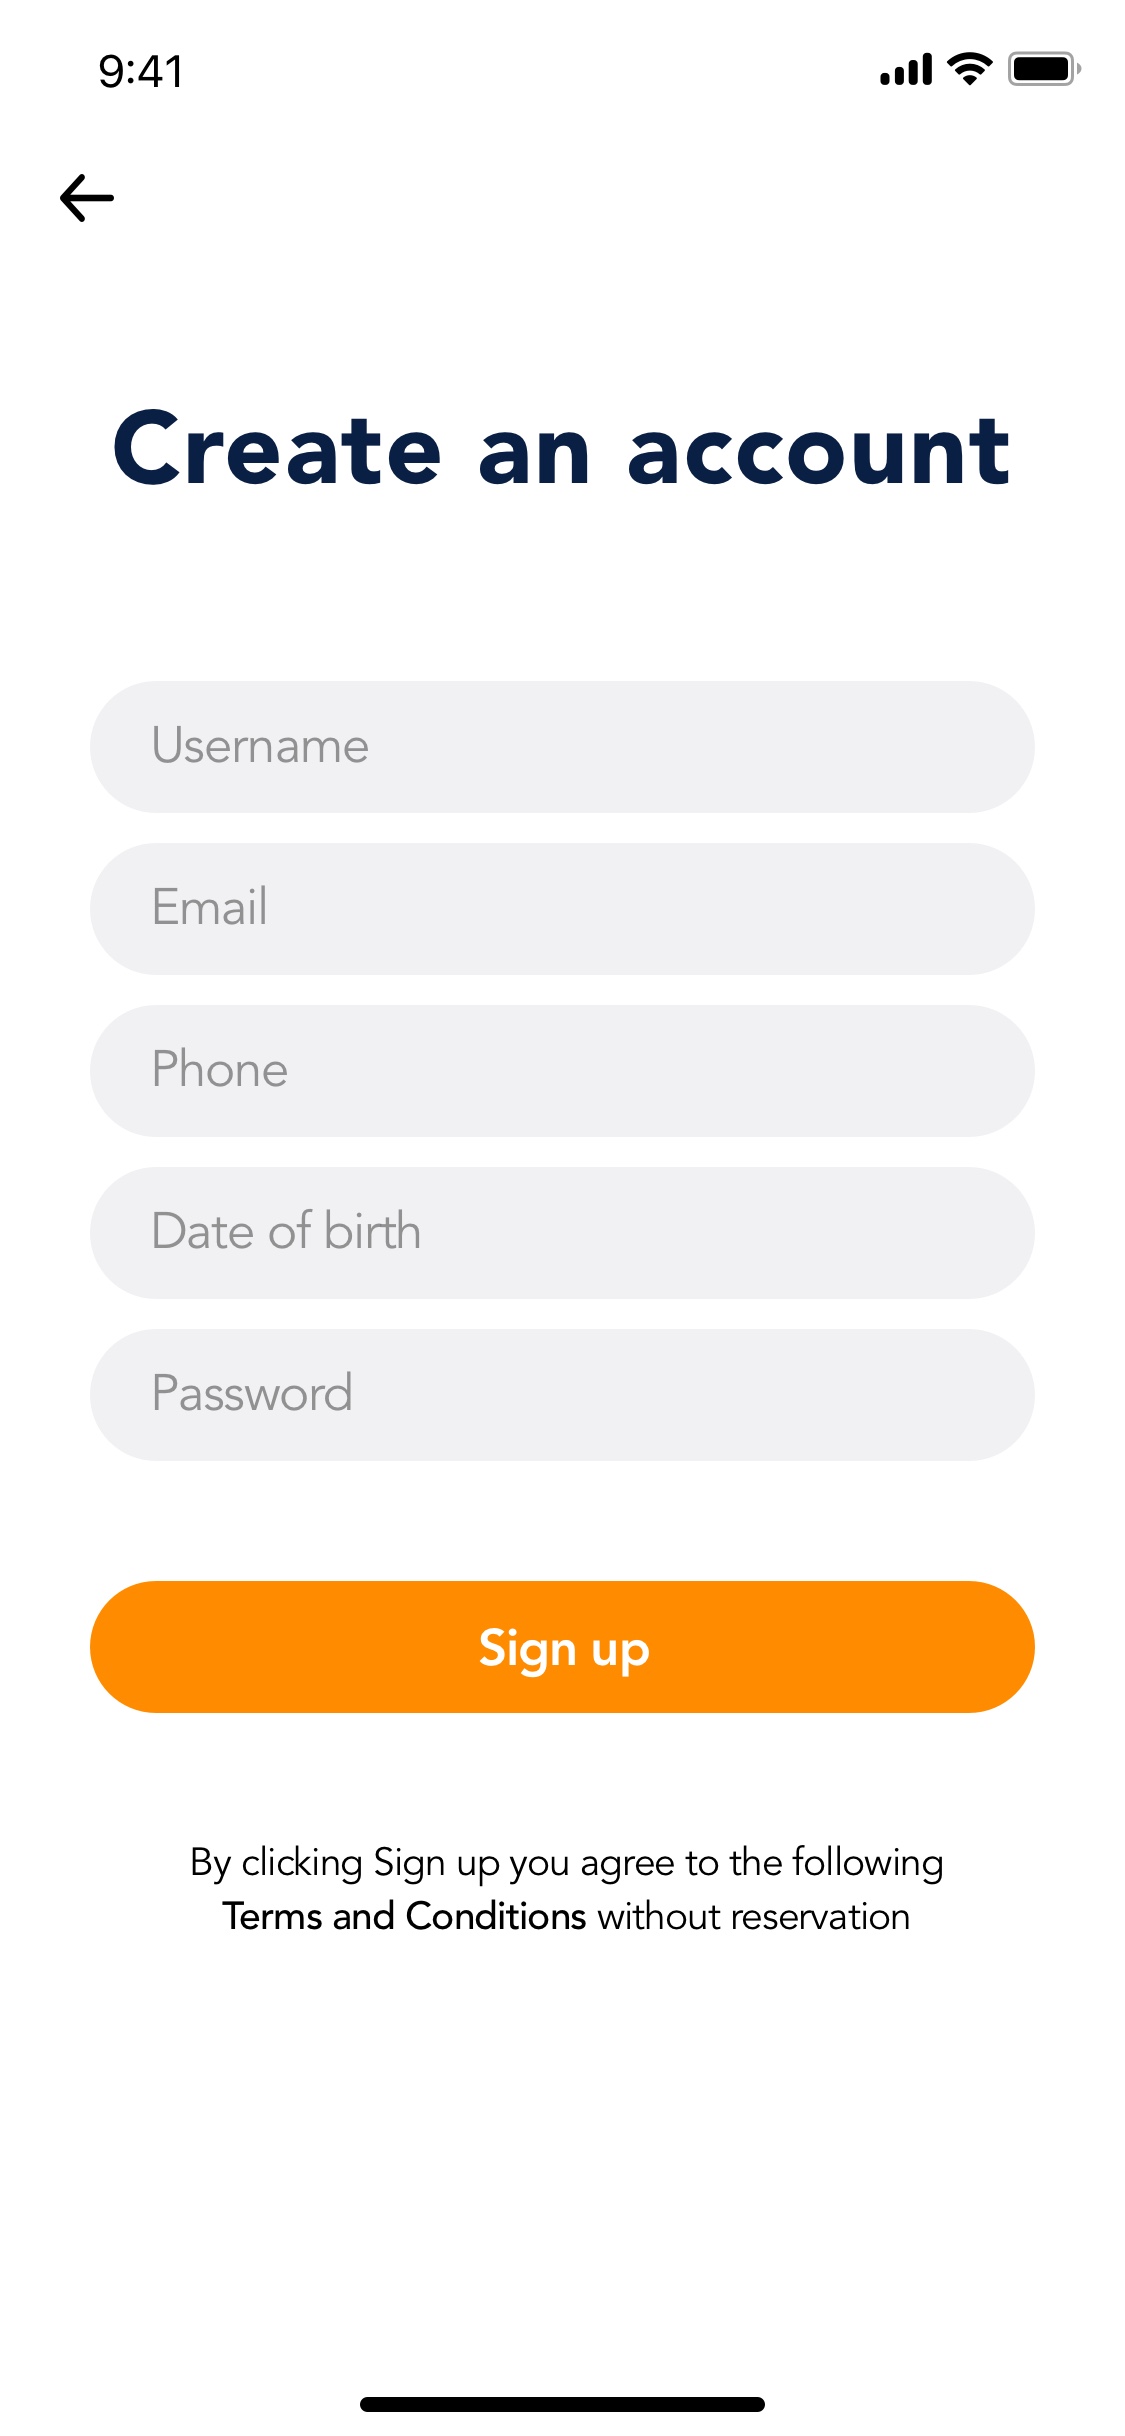 9:41
Create an account
Username
Email
Phone
Date of birth
Password
Sign up
By clicking Sign up you agree to the following
Terms and Conditions without reservation